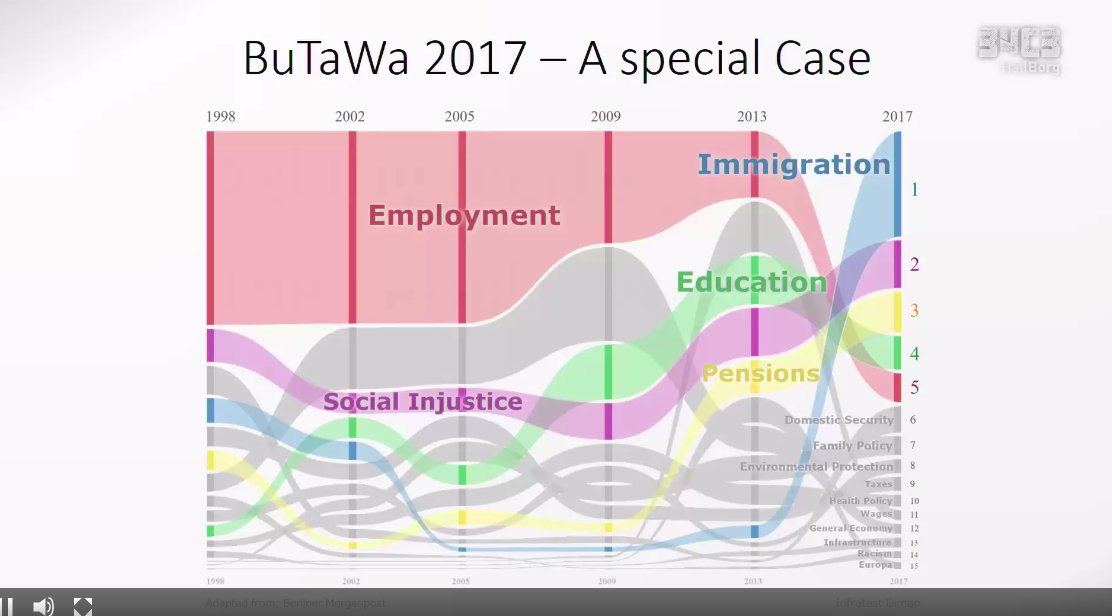 BuTaWa 2017 – A special Case
34C3
HallBorg
1998 2002 2005 2009 2013 2017
Immigration
1
Employment
2
Education
3
4
Pensions
5
Social Injustice
Domestic Security 6
Family Policy 7
Environmental Protection 8
Taxes 9
Health Policy 10
Wages 11
General Economy 12
Infrastructure 13
Racism 14
Europa 15
1998 2002 2005 2009 2013 2017
Adapted from: Berliner Morgenpost Infratest Dimap